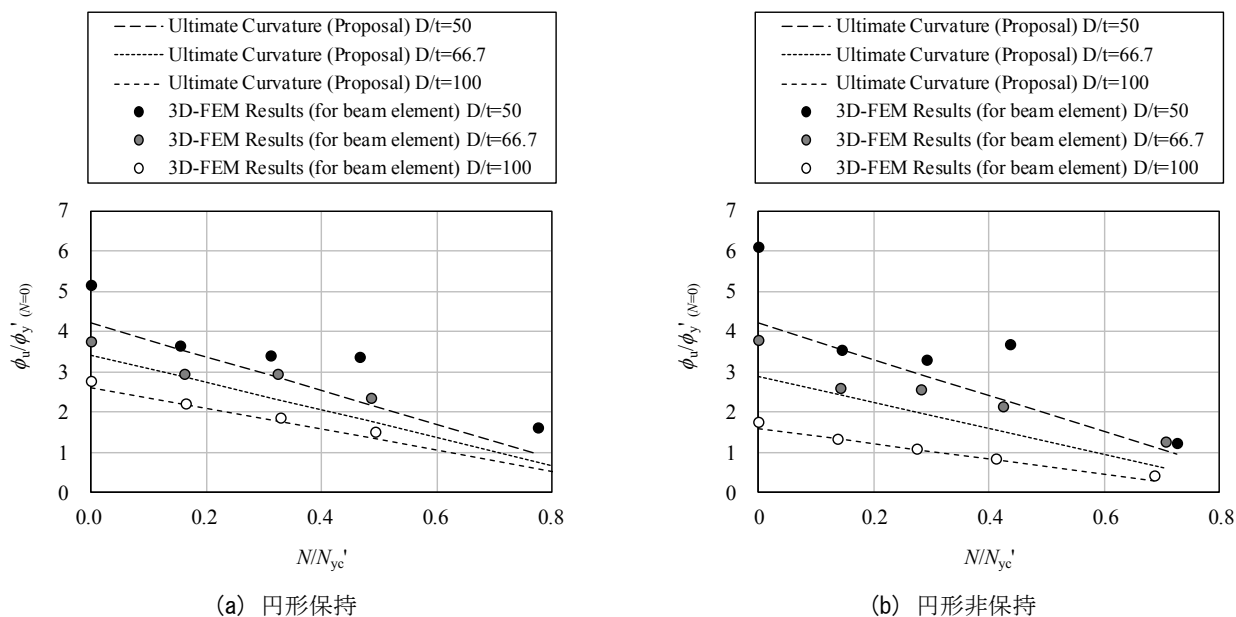 Ultimate Curvature (Proposal) D/t=50
Ultimate Curvature (Proposal) D/t=66.7
Ultimate Curvature (Proposal) D/t=100
3D-FEM Results (for beam element) D/t=50
3D-FEM Results (for beam element) D/t=66.7
3D-FEM Results (for beam element) D/t=100
7
6
5
4
3
2
1
0
ϕu/ϕy' (N=0)
0.0 0.2 0.4 0.6 0.8
N/Nyc'
(a) 円形保持
Ultimate Curvature (Proposal) D/t=50
Ultimate Curvature (Proposal) D/t=66.7
Ultimate Curvature (Proposal) D/t=100
3D-FEM Results (for beam element) D/t=50
3D-FEM Results (for beam element) D/t=66.7
3D-FEM Results (for beam element) D/t=100
7
6
5
4
3
2
1
0
ϕu/ϕy' (N=0)
0 0.2 0.4 0.6 0.8
N/Nyc'
(b) 円形非保持